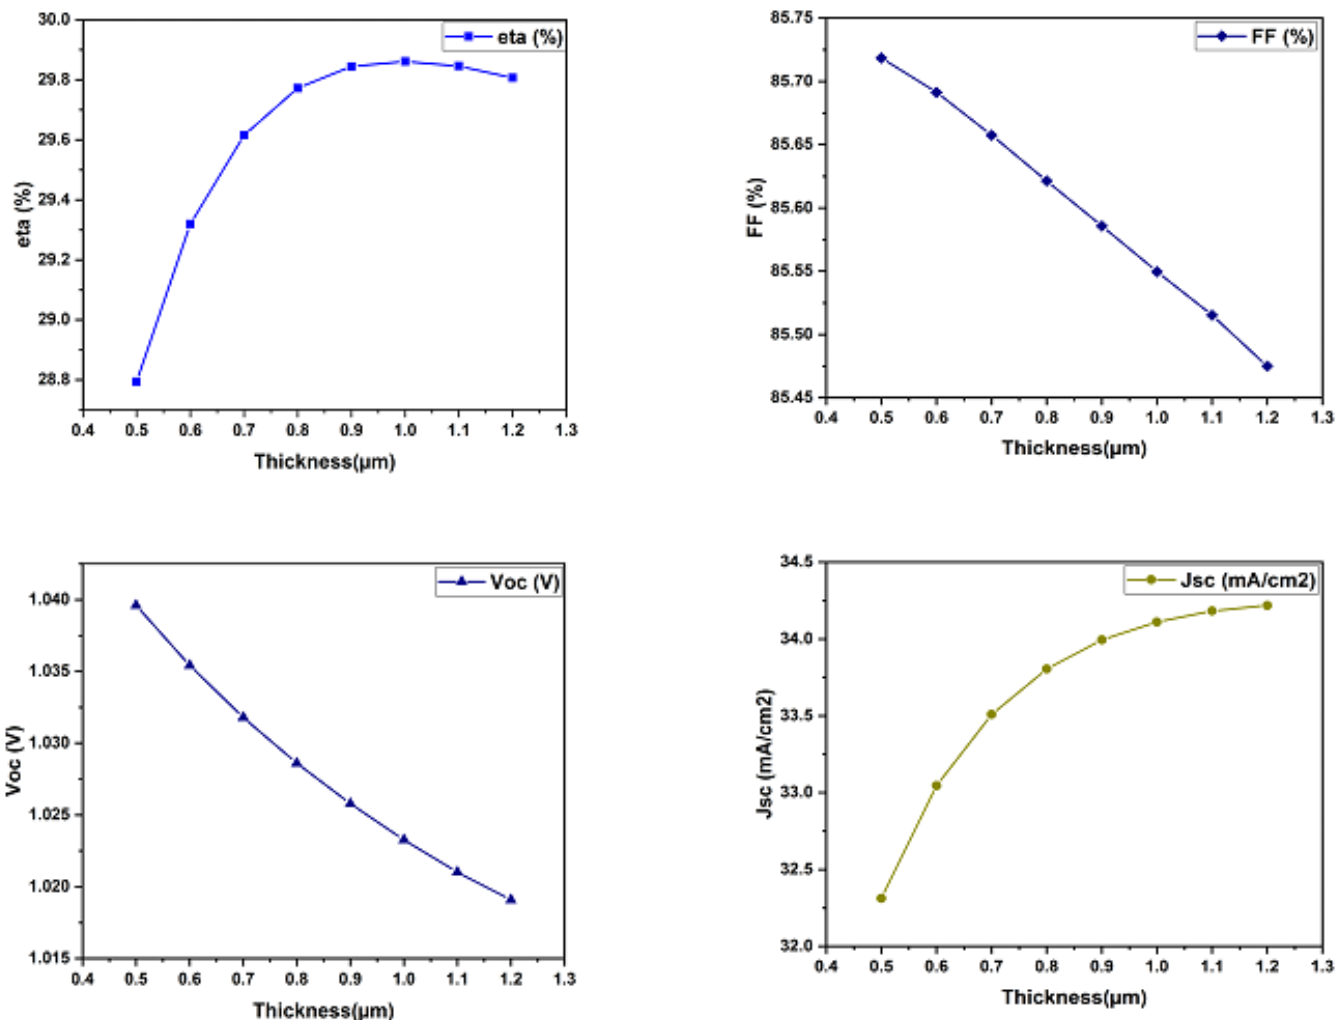 30.0
29.8
29.6
29.4
29.2
29.0
28.8
eta (%)
eta (%)
0.4 0.5 0.6 0.7 0.8 0.9 1.0 1.1 1.2 1.3
Thickness(µm)
85.75
85.70
85.65
85.60
85.55
85.50
85.45
FF (%)
FF (%)
0.4 0.5 0.6 0.7 0.8 0.9 1.0 1.1 1.2 1.3
Thickness(µm)
1.040
1.035
1.030
1.025
1.020
1.015
Voc (V)
Voc (V)
0.4 0.5 0.6 0.7 0.8 0.9 1.0 1.1 1.2 1.3
Thickness(µm)
34.5
34.0
33.5
33.0
32.5
32.0
Jsc (mA/cm2)
Jsc (mA/cm2)
0.4 0.5 0.6 0.7 0.8 0.9 1.0 1.1 1.2 1.3
Thickness(µm)